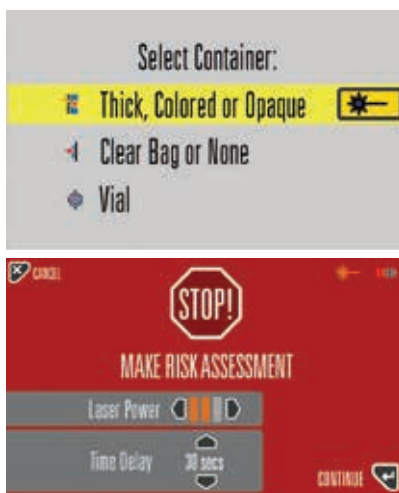 Select Container:
Thick, Colored or Opaque
Clear Bag or None
Vial
CANCEL
STOP!
MAKE RISK ASSESSMENT
Laser Power
Time Delay 30 secs
CONTINUE